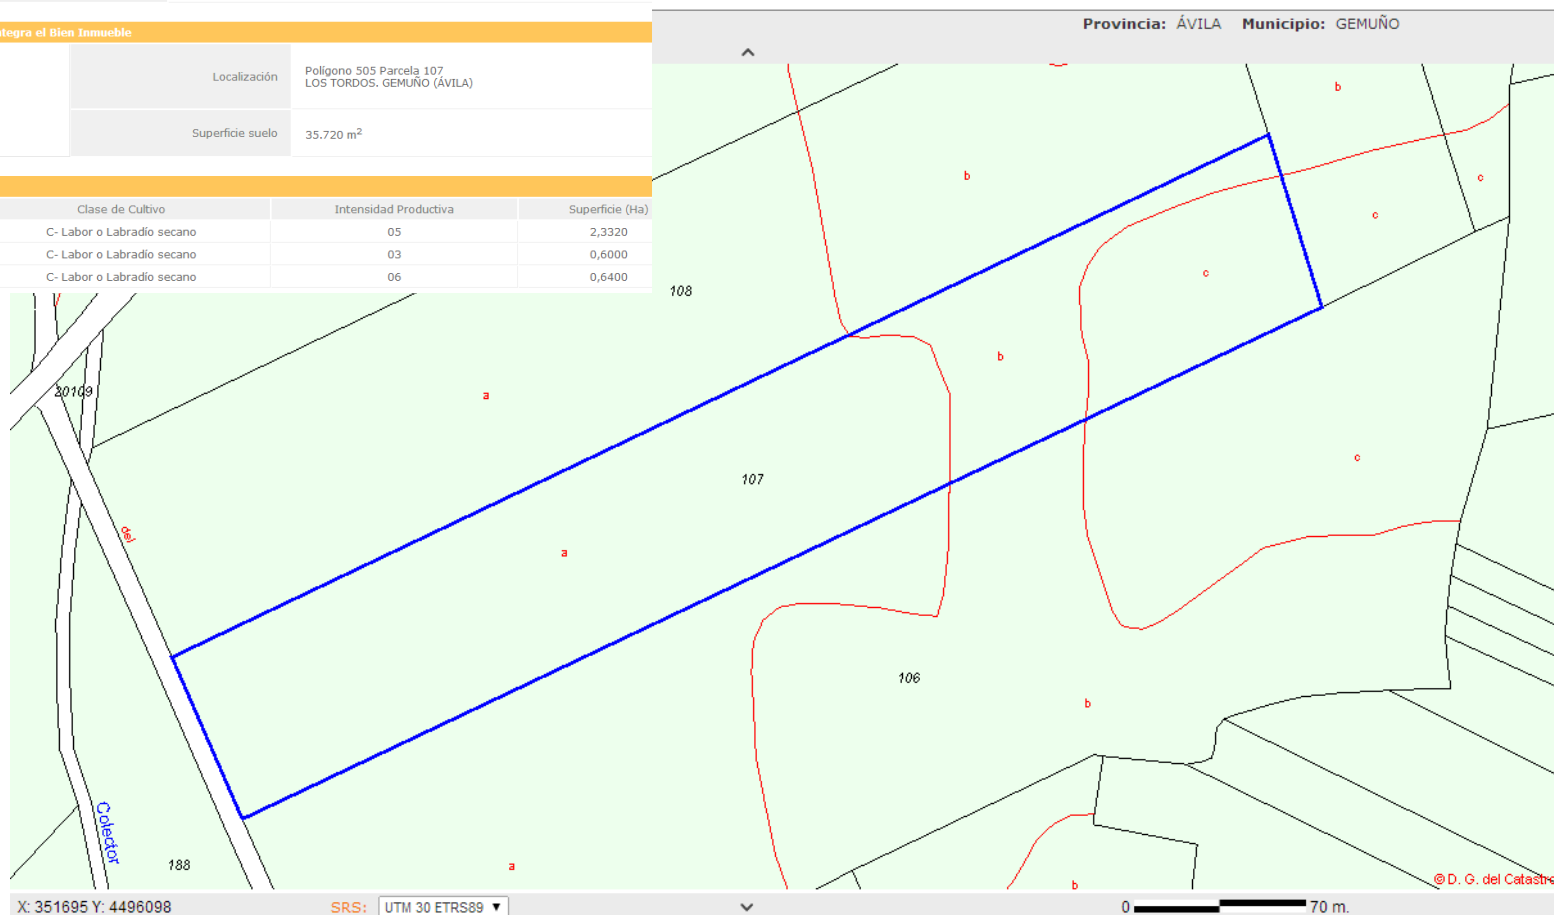 tegra el Bien Inmueble
Provincia: ÁVILA Municipio: GEMUÑO
Localización
Polígono 505 Parcela 107
LOS TORDOS. GEMUÑO (ÁVILA)
Superficie suelo
35.720 m²
Clase de Cultivo Intensidad Productiva Superficie (Ha)
C- Labor o Labradío secano 05 2,3320
C- Labor o Labradío secano 03 0,6000
C- Labor o Labradío secano 06 0,6400
b
b
c
c
c
108
b
20109
a
107
c
del
a
106
b
Colector
188
a
b
© D. G. del Catastro
X: 351695 Y: 4496098 SRS: UTM 30 ETRS89 0 70 m.